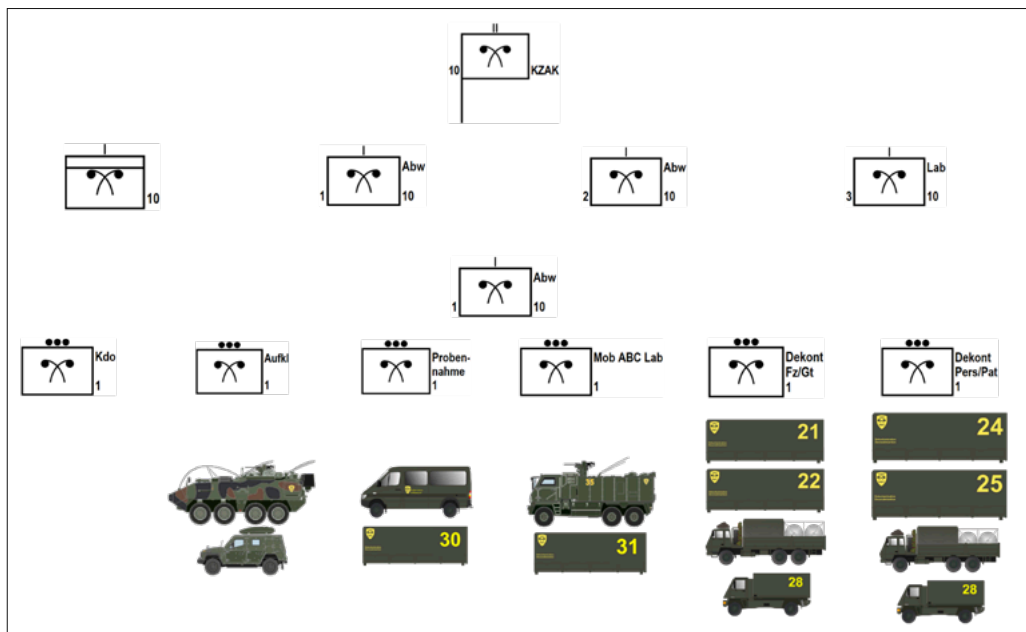 10 KZAK
10
Abw
1 10
Abw
2 10
Lab
3 10
Abw
1 10
Kdo
1
Aufkl
1
Proben-
nahme
1
Mob ABC Lab
1
Dekont
Fz/Gt
1
Dekont
Pers/Pat
1
21
24
22
25
35
30
31
28
28